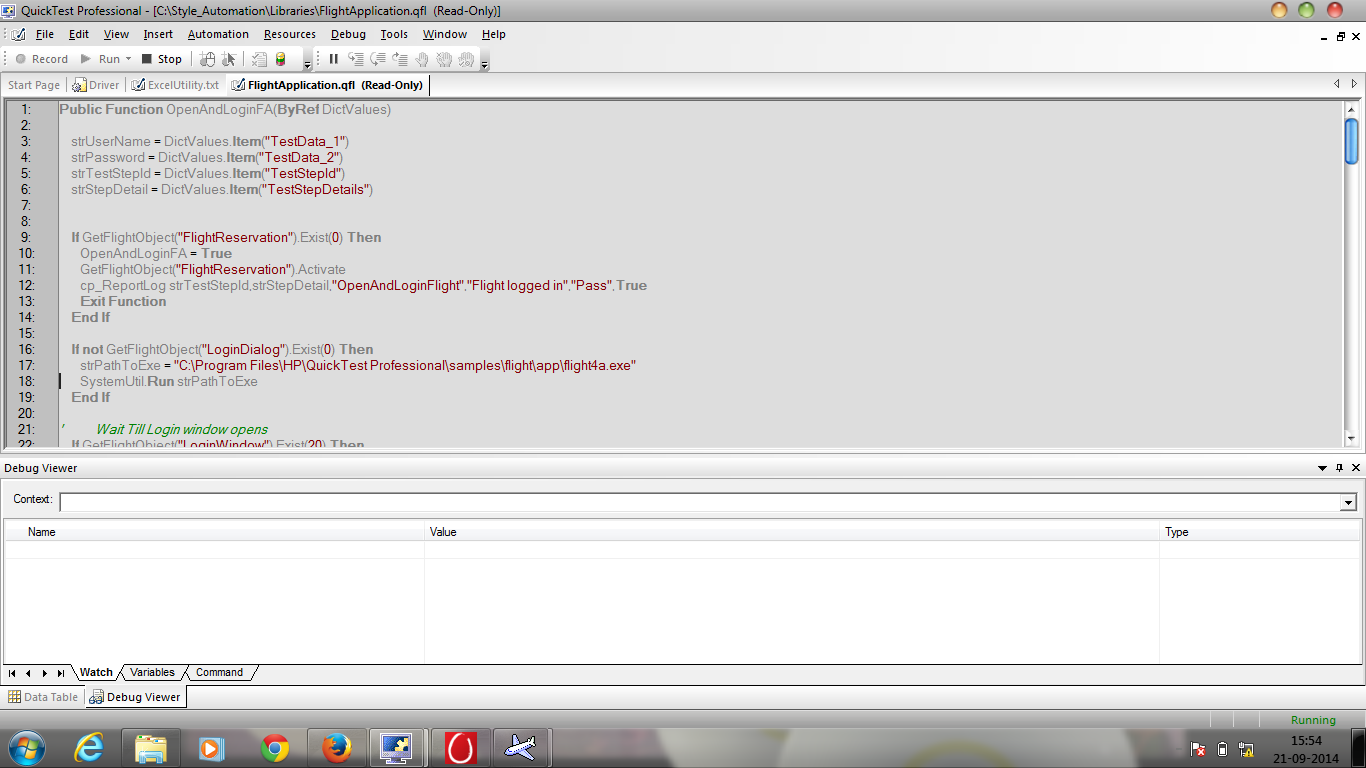 QuickTest Professional - [C:\Style_Automation\Libraries\FlightApplication.qfl (Read-Only)]
File Edit View Insert Automation Resources Debug Tools Window Help
Record Run Stop
Start Page Driver ExcelUtility.txt FlightApplication.qfl (Read-Only)
1: Public Function OpenAndLoginFA(ByRef DictValues)
2:
3: strUserName = DictValues.Item("TestData_1")
4: strPassword = DictValues.Item("TestData_2")
5: strTestStepId = DictValues.Item("TestStepId")
6: strStepDetail = DictValues.Item("TestStepDetails")
7:
8:
9: If GetFlightObject("FlightReservation").Exist(0) Then
10: OpenAndLoginFA = True
11: GetFlightObject("FlightReservation").Activate
12: cp_ReportLog strTestStepId,strStepDetail,"OpenAndLoginFlight","Flight logged in","Pass",True
13: Exit Function
14: End If
15:
16: If not GetFlightObject("LoginDialog").Exist(0) Then
17: strPathToExe = "C:\Program Files\HP\QuickTest Professional\samples\flight\app\flight4a.exe"
18: SystemUtil.Run strPathToExe
19: End If
20:
21: ' Wait Till Login window opens
22: If GetFlightObject("LoginWindow").Exist(20) Then
Debug Viewer
Context:
Name Value Type
Watch Variables Command
Data Table Debug Viewer
Running
15:54
21-09-2014